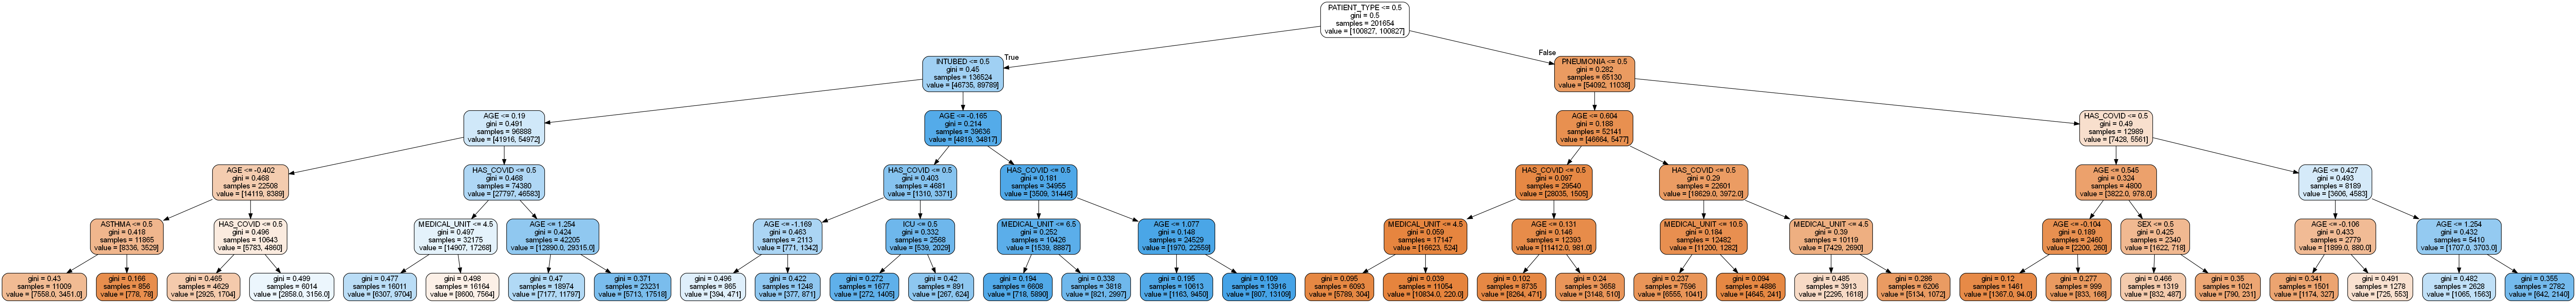 PATIENT_TYPE <= 0.5
gini = 0.5
samples = 201654
value = [100827, 100827]
True
False
INTUBED <= 0.5
gini = 0.45
samples = 136524
value = [46735, 89789]
PNEUMONIA <= 0.5
gini = 0.282
samples = 65130
value = [54092, 11038]
AGE <= 0.19
gini = 0.491
samples = 96888
value = [41916, 54972]
AGE <= -0.165
gini = 0.214
samples = 39636
value = [4819, 34817]
AGE <= 0.604
gini = 0.188
samples = 52141
value = [46664, 5477]
HAS_COVID <= 0.5
gini = 0.49
samples = 12989
value = [7428, 5561]
AGE <= -0.402
gini = 0.468
samples = 22508
value = [14119, 8389]
HAS_COVID <= 0.5
gini = 0.468
samples = 74380
value = [27797, 46583]
HAS_COVID <= 0.5
gini = 0.403
samples = 4681
value = [1310, 3371]
HAS_COVID <= 0.5
gini = 0.181
samples = 34955
value = [3509, 31446]
HAS_COVID <= 0.5
gini = 0.097
samples = 29540
value = [28035, 1505]
HAS_COVID <= 0.5
gini = 0.29
samples = 22601
value = [18629.0, 3972.0]
AGE <= 0.545
gini = 0.324
samples = 4800
value = [3822.0, 978.0]
AGE <= 0.427
gini = 0.493
samples = 8189
value = [3606, 4583]
ASTHMA <= 0.5
gini = 0.418
samples = 11865
value = [8336, 3529]
HAS_COVID <= 0.5
gini = 0.496
samples = 10643
value = [5783, 4860]
MEDICAL_UNIT <= 4.5
gini = 0.497
samples = 32175
value = [14907, 17268]
AGE <= 1.254
gini = 0.424
samples = 42205
value = [12890.0, 29315.0]
AGE <= -1.169
gini = 0.463
samples = 2113
value = [771, 1342]
ICU <= 0.5
gini = 0.332
samples = 2568
value = [539, 2029]
MEDICAL_UNIT <= 6.5
gini = 0.252
samples = 10426
value = [1539, 8887]
AGE <= 1.077
gini = 0.148
samples = 24529
value = [1970, 22559]
MEDICAL_UNIT <= 4.5
gini = 0.059
samples = 17147
value = [16623, 524]
AGE <= 0.131
gini = 0.146
samples = 12393
value = [11412.0, 981.0]
MEDICAL_UNIT <= 10.5
gini = 0.184
samples = 12482
value = [11200, 1282]
MEDICAL_UNIT <= 4.5
gini = 0.39
samples = 10119
value = [7429, 2690]
AGE <= -0.104
gini = 0.189
samples = 2460
value = [2200, 260]
SEX <= 0.5
gini = 0.425
samples = 2340
value = [1622, 718]
AGE <= -0.106
gini = 0.433
samples = 2779
value = [1899.0, 880.0]
AGE <= 1.254
gini = 0.432
samples = 5410
value = [1707.0, 3703.0]
gini = 0.43
samples = 11009
value = [7558.0, 3451.0]
gini = 0.166
samples = 856
value = [778, 78]
gini = 0.465
samples = 4629
value = [2925, 1704]
gini = 0.499
samples = 6014
value = [2858.0, 3156.0]
gini = 0.477
samples = 16011
value = [6307, 9704]
gini = 0.498
samples = 16164
value = [8600, 7564]
gini = 0.47
samples = 18974
value = [7177, 11797]
gini = 0.371
samples = 23231
value = [5713, 17518]
gini = 0.496
samples = 865
value = [394, 471]
gini = 0.422
samples = 1248
value = [377, 871]
gini = 0.272
samples = 1677
value = [272, 1405]
gini = 0.42
samples = 891
value = [267, 624]
gini = 0.194
samples = 6608
value = [718, 5890]
gini = 0.338
samples = 3818
value = [821, 2997]
gini = 0.195
samples = 10613
value = [1163, 9450]
gini = 0.109
samples = 13916
value = [807, 13109]
gini = 0.095
samples = 6093
value = [5789, 304]
gini = 0.039
samples = 11054
value = [10834.0, 220.0]
gini = 0.102
samples = 8735
value = [8264, 471]
gini = 0.24
samples = 3658
value = [3148, 510]
gini = 0.237
samples = 7596
value = [6555, 1041]
gini = 0.094
samples = 4886
value = [4645, 241]
gini = 0.485
samples = 3913
value = [2295, 1618]
gini = 0.286
samples = 6206
value = [5134, 1072]
gini = 0.12
samples = 1461
value = [1367.0, 94.0]
gini = 0.277
samples = 999
value = [833, 166]
gini = 0.466
samples = 1319
value = [832, 487]
gini = 0.35
samples = 1021
value = [790, 231]
gini = 0.341
samples = 1501
value = [1174, 327]
gini = 0.491
samples = 1278
value = [725, 553]
gini = 0.482
samples = 2628
value = [1065, 1563]
gini = 0.355
samples = 2782
value = [642, 2140]